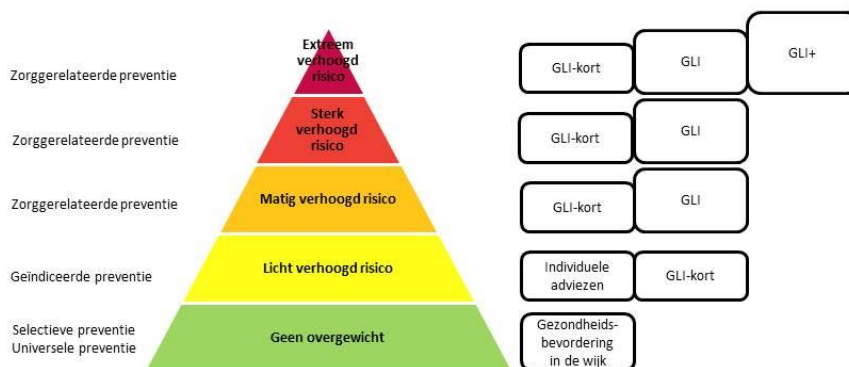 Zorggerelateerde preventie
Extreem
verhoogd
risico
GLI-kort
GLI
GLI+
Zorggerelateerde preventie
Sterk
verhoogd
risico
GLI-kort
GLI
Zorggerelateerde preventie
Matig verhoogd risico
GLI-kort
GLI
Geïndiceerde preventie
Licht verhoogd risico
Individuele
adviezen
GLI-kort
Selectieve preventie
Universele preventie
Geen overgewicht
Gezondheids-
bevordering
in de wijk